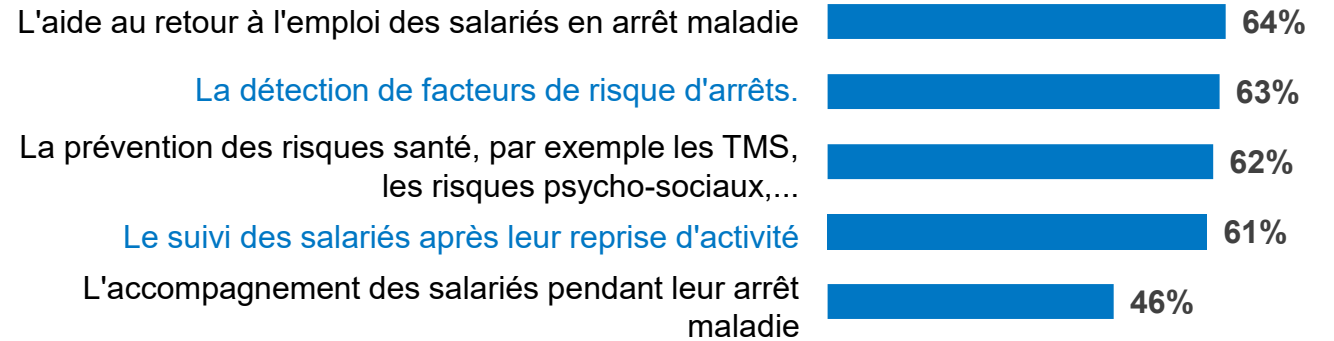 L'aide au retour à l'emploi des salariés en arrêt maladie 64%
La détection de facteurs de risque d'arrêts. 63%
La prévention des risques santé, par exemple les TMS,
les risques psycho-sociaux,... 62%
Le suivi des salariés après leur reprise d'activité 61%
L'accompagnement des salariés pendant leur arrêt
maladie 46%